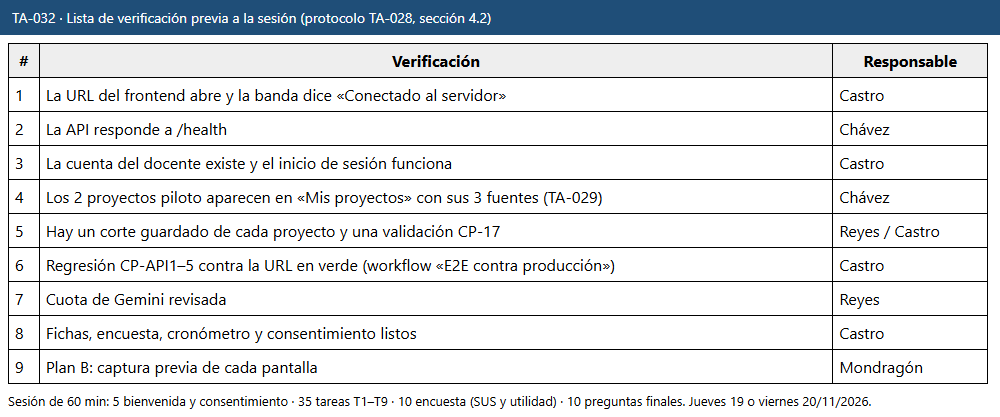 TA-032 · Lista de verificación previa a la sesión (protocolo TA-028, sección 4.2)
# Verificación Responsable
1 La URL del frontend abre y la banda dice «Conectado al servidor» Castro
2 La API responde a /health Chávez
3 La cuenta del docente existe y el inicio de sesión funciona Castro
4 Los 2 proyectos piloto aparecen en «Mis proyectos» con sus 3 fuentes (TA-029) Chávez
5 Hay un corte guardado de cada proyecto y una validación CP-17 Reyes / Castro
6 Regresión CP-API1–5 contra la URL en verde (workflow «E2E contra producción») Castro
7 Cuota de Gemini revisada Reyes
8 Fichas, encuesta, cronómetro y consentimiento listos Castro
9 Plan B: captura previa de cada pantalla Mondragón
Sesión de 60 min: 5 bienvenida y consentimiento · 35 tareas T1–T9 · 10 encuesta (SUS y utilidad) · 10 preguntas finales. Jueves 19 o viernes 20/11/2026.